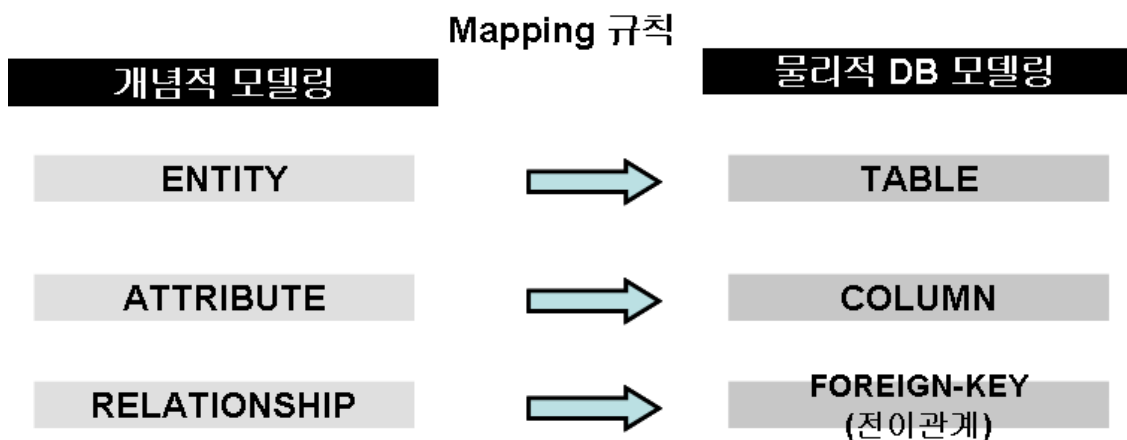 Mapping 규칙
개념적 모델링
물리적 DB 모델링
ENTITY
TABLE
ATTRIBUTE
COLUMN
RELATIONSHIP
FOREIGN-KEY
(전이관계)